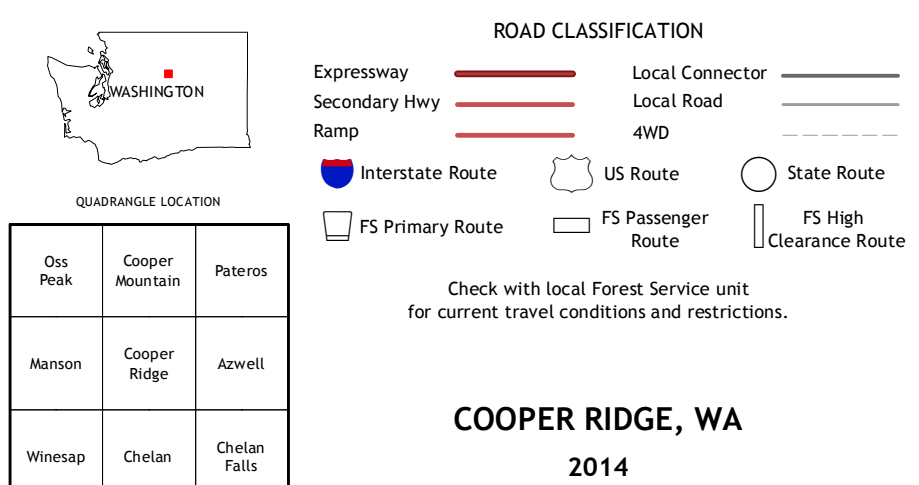 WASHINGTON
QUADRANGLE LOCATION
Oss
Peak
Cooper
Mountain
Pateros
Manson
Cooper
Ridge
Azwell
Winesap
Chelan
Chelan
Falls
ROAD CLASSIFICATION
Expressway
Local Connector
Secondary Hwy
Local Road
Ramp
4WD
Interstate Route
US Route
State Route
FS Primary Route
FS Passenger
Route
FS High
Clearance Route
Check with local Forest Service unit
for current travel conditions and restrictions.
COOPER RIDGE, WA
2014